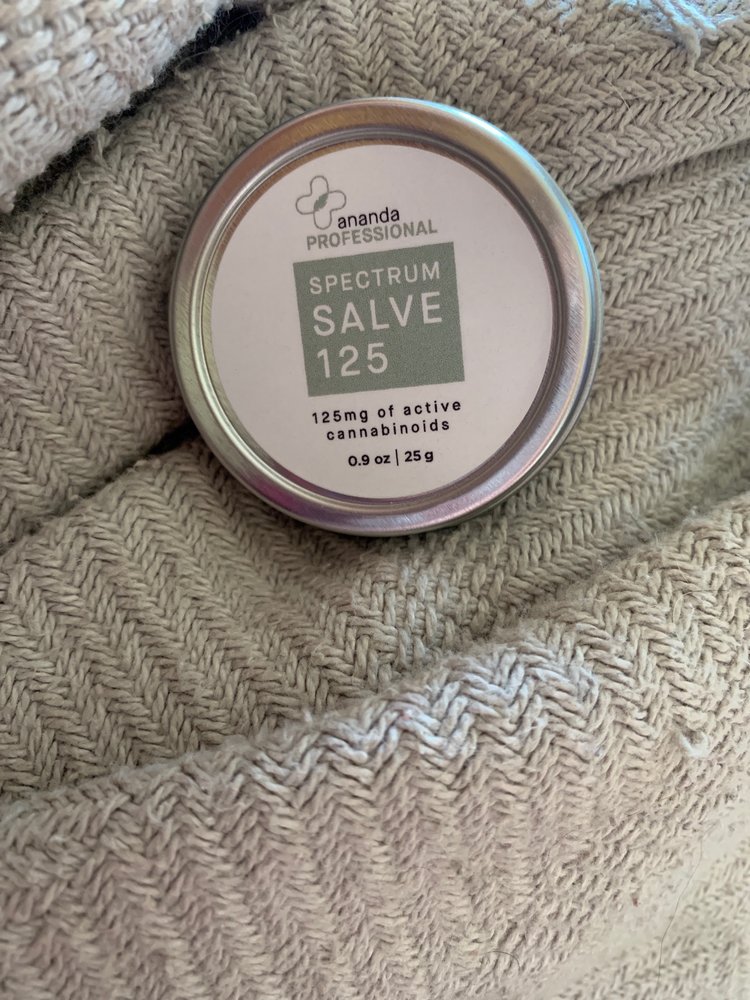 ananda
PROFESSIONAL
SPECTRUM
SALVE
125
125mg of active
cannabinoids
0.9 oz | 25 g